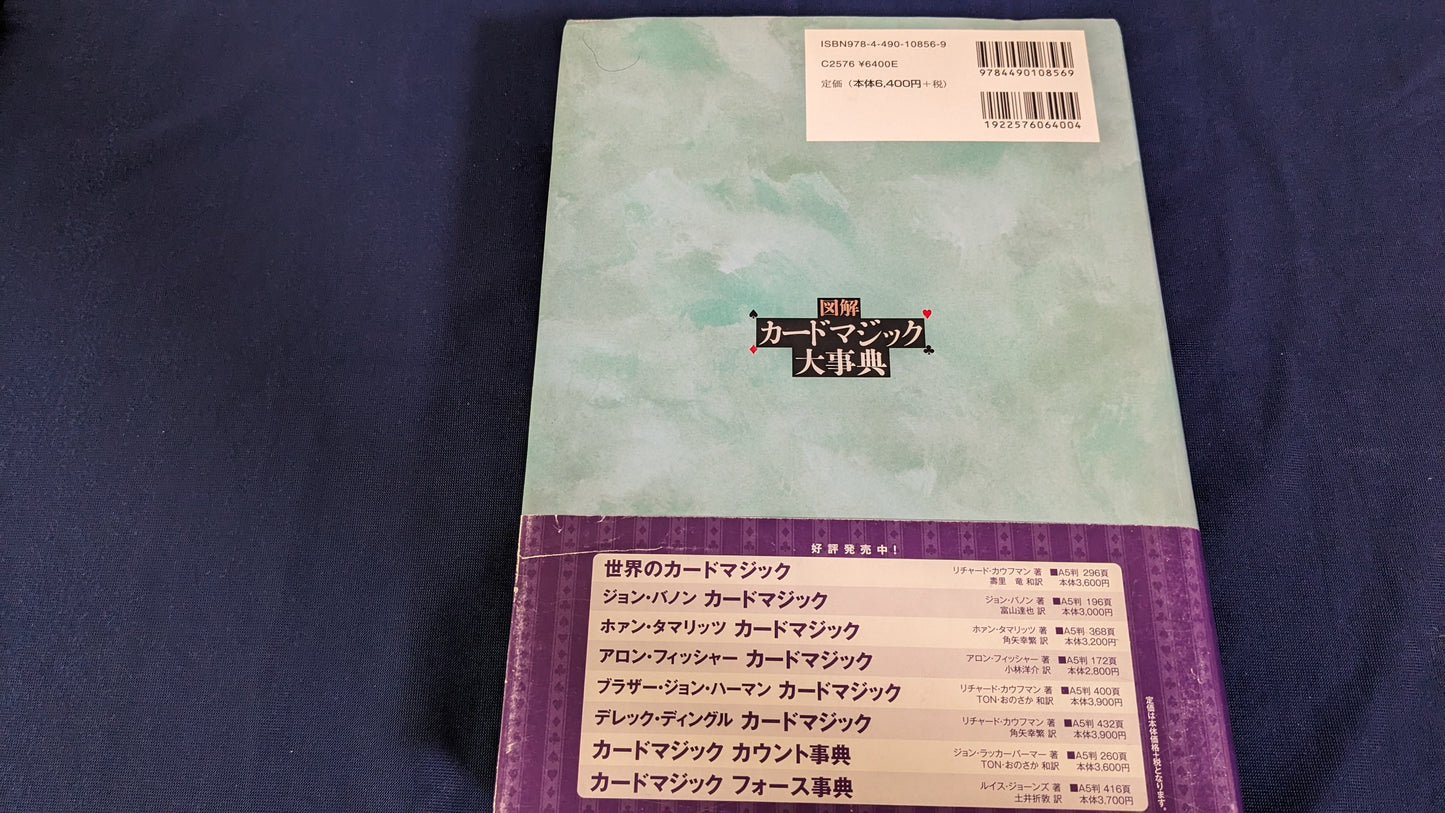 ISBN978-4-490-10856-9
C2576 ¥6400E
定価（本体6,400円＋税）
9784490108569
1922576064004
図解
カードマジック
大事典
好評発売中！
世界のカードマジック リチャード・カウフマン 著 ■A5判 296頁
壽里 竜 和訳 本体3,600円
ジョン・バノン カードマジック ジョン・バノン 著 ■A5判 196頁
富山達也 訳 本体3,000円
ホァン・タマリッツ カードマジック ホァン・タマリッツ 著 ■A5判 368頁
角矢幸繁 訳 本体3,200円
アロン・フィッシャー カードマジック アロン・フィッシャー 著 ■A5判 172頁
小林洋介 訳 本体2,800円
ブラザー・ジョン・ハーマン カードマジック リチャード・カウフマン 著 ■A5判 400頁
TON・おのさか 和訳 本体3,900円
デレック・ディングル カードマジック リチャード・カウフマン 著 ■A5判 432頁
角矢幸繁 訳 本体3,900円
カードマジック カウント事典 ジョン・ラッカーバーマー 著 ■A5判 260頁
TON・おのさか 和訳 本体3,600円
カードマジック フォース事典 ルイス・ジョーンズ 著 ■A5判 416頁
土井折敦 訳 本体3,700円
定価は本体価格＋税となります。